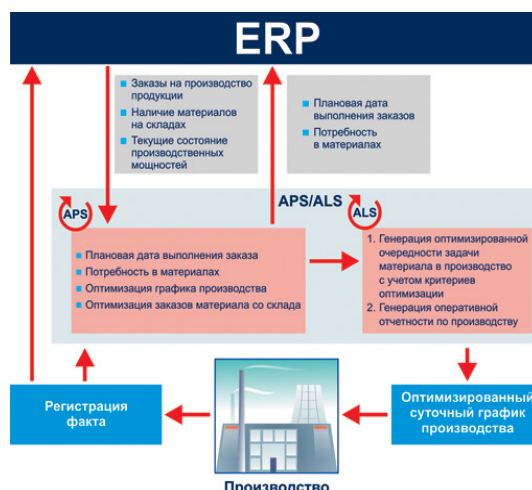 ERP
Заказы на производство
продукции
Наличие материалов
на складах
Текущие состояние
производственных
мощностей
Плановая дата
выполнения заказов
Потребность
в материалах
APS/ALS
APS
ALS
Плановая дата выполнения заказа
Потребность в материалах
Оптимизация графика производства
Оптимизация заказов материала со склада
1. Генерация оптимизированной
очередности задачи
материала в производство
с учетом критериев
оптимизации
2. Генерация оперативной
отчетности по производству
Регистрация
факта
Оптимизированный
суточный график
производства
Производство